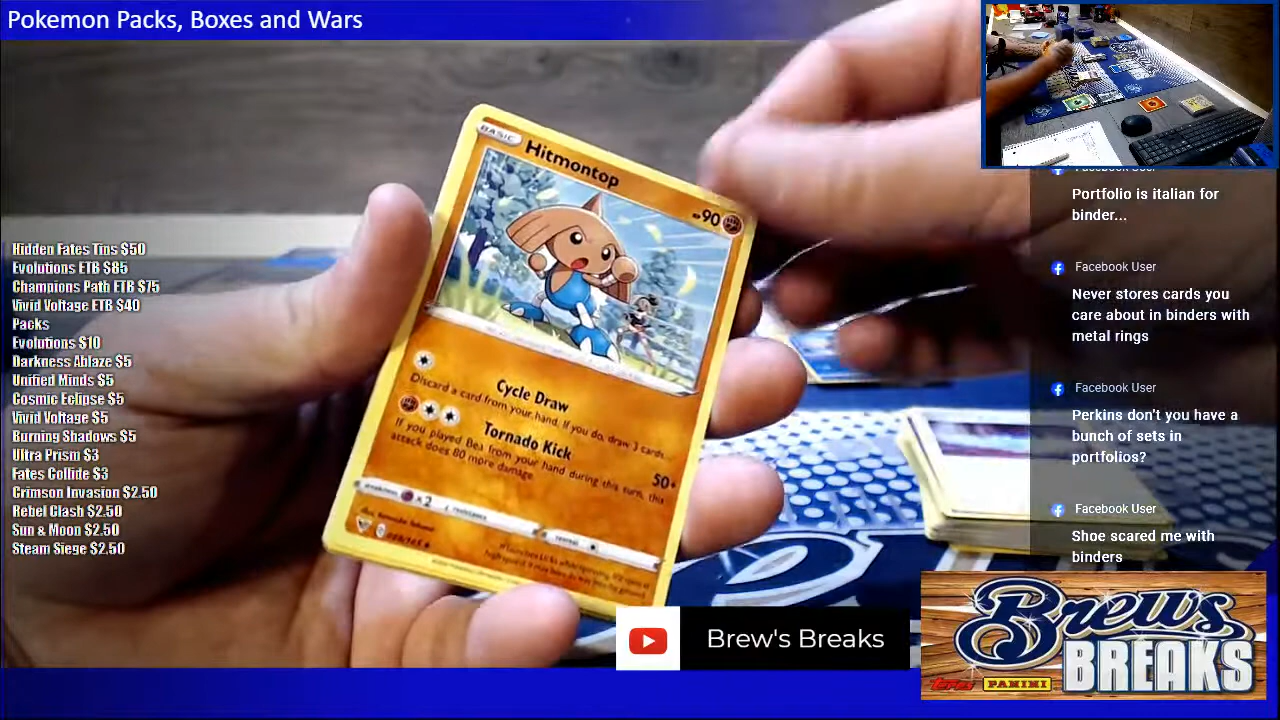 Pokemon Packs, Boxes and Wars
Hidden Fates Tins $50
Evolutions ETB $85
Champions Path ETB $75
Vivid Voltage ETB $40
Packs
Evolutions $10
Darkness Ablaze $5
Unified Minds $5
Cosmic Eclipse $5
Vivid Voltage $5
Burning Shadows $5
Ultra Prism $3
Fates Collide $3
Crimson Invasion $2.50
Rebel Clash $2.50
Sun & Moon $2.50
Steam Siege $2.50
BASIC
Hitmontop
90
Cycle Draw
Discard a card from your hand. If you do, draw 3 cards.
Tornado Kick
50+
If you played Bea from your hand during this turn, this
attack does 80 more damage.
weakness
x2
resistance
retreat
Facebook User
Portfolio is italian for
binder...
Facebook User
Never stores cards you
care about in binders with
metal rings
Facebook User
Perkins don't you have a
bunch of sets in
portfolios?
Facebook User
Shoe scared me with
binders
Brew's Breaks
Brew's
BREAKS
Topps
PANINI